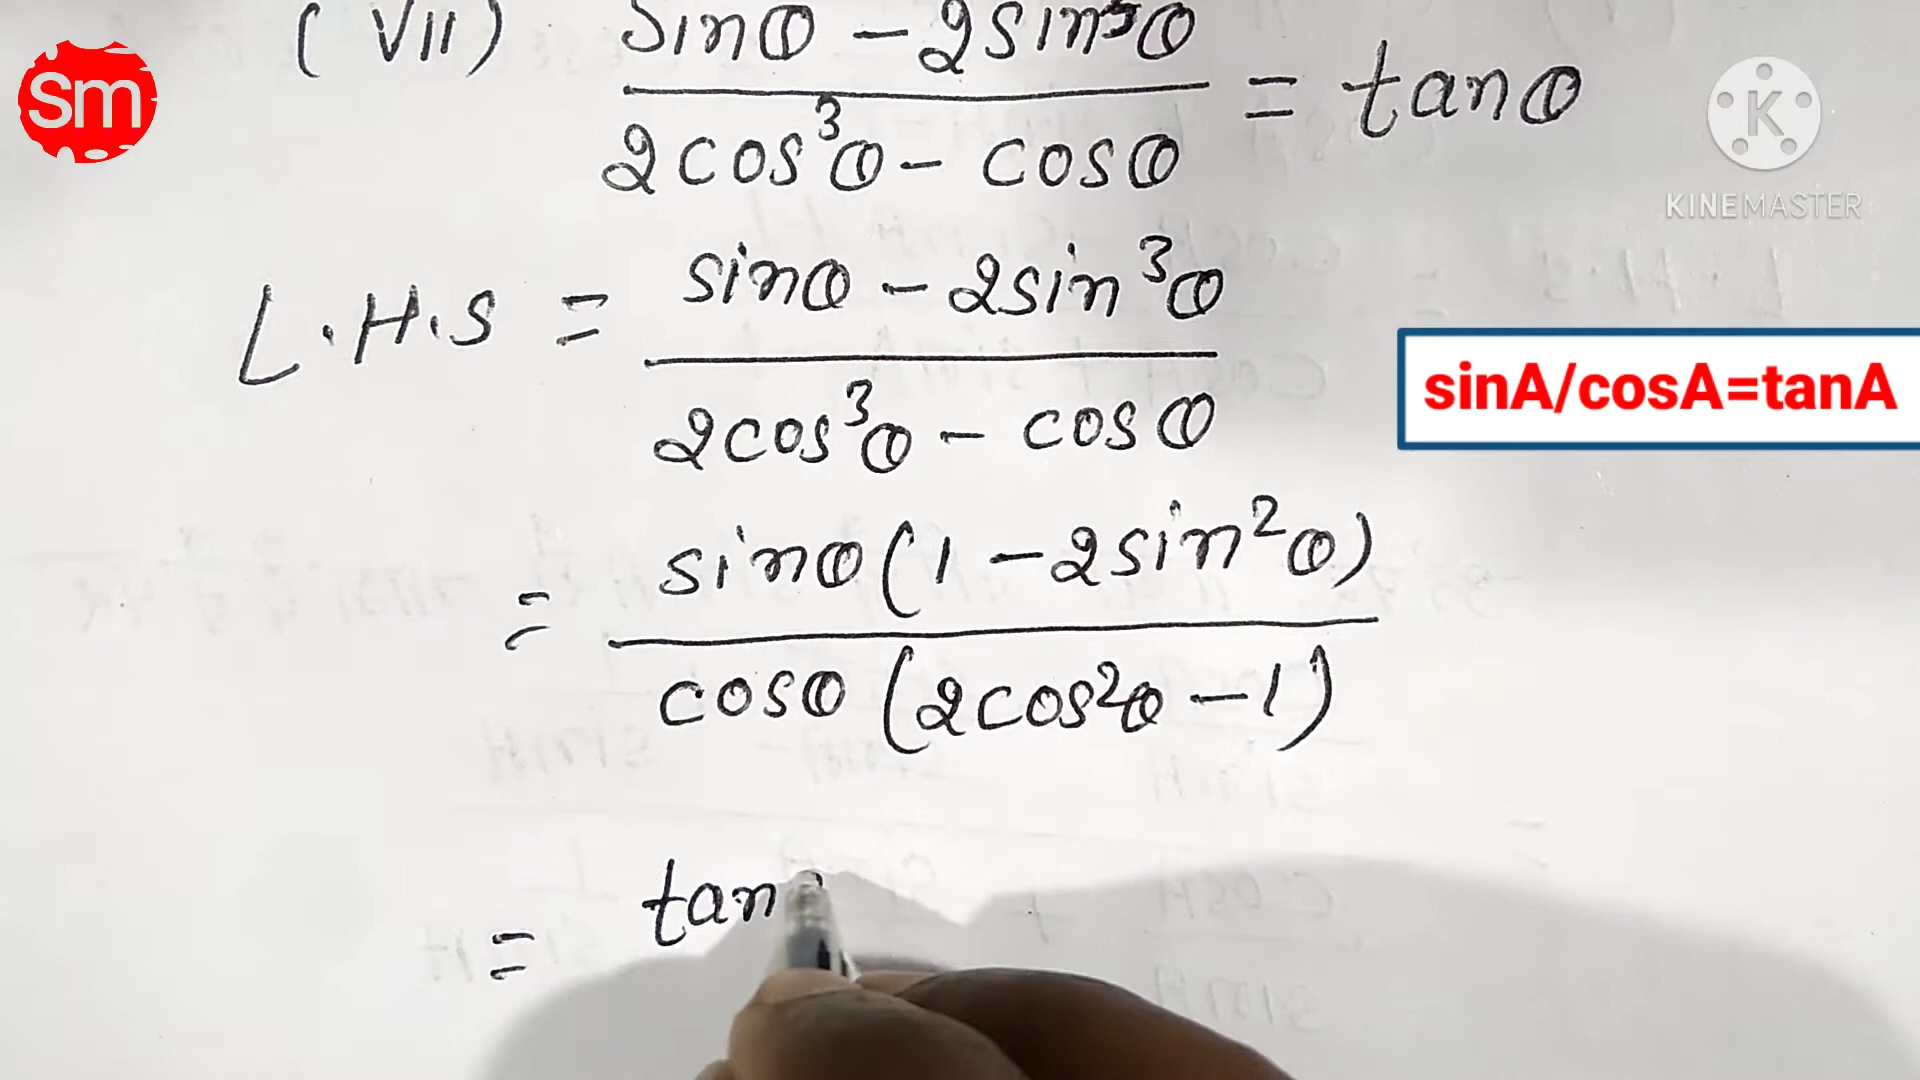 (VII) sinθ - 2sin³θ / 2cos³θ - cosθ = tanθ
Sm
KINEMASTER
L.H.S = sinθ - 2sin³θ / 2cos³θ - cosθ
sinA/cosA=tanA
= sinθ(1 - 2sin²θ) / cosθ(2cos²θ - 1)
= tan